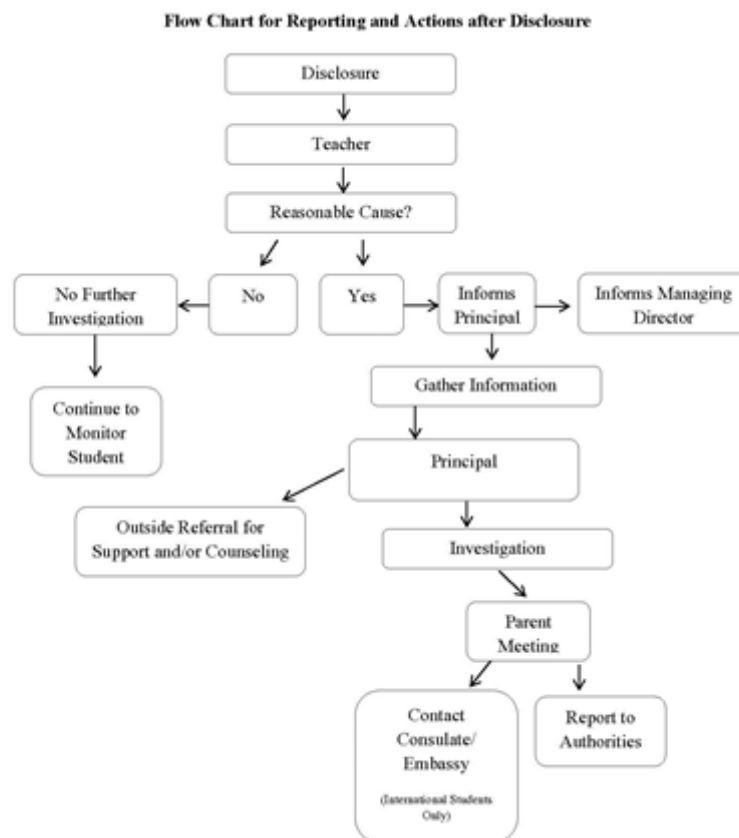 Flow Chart for Reporting and Actions after Disclosure
Disclosure
Teacher
Reasonable Cause?
No Further
Investigation
No
Yes
Informs
Principal
Informs Managing
Director
Gather Information
Continue to
Monitor
Student
Principal
Outside Referral for
Support and/or Counseling
Investigation
Parent
Meeting
Contact
Consulate/
Embassy
(International Students
Only)
Report to
Authorities